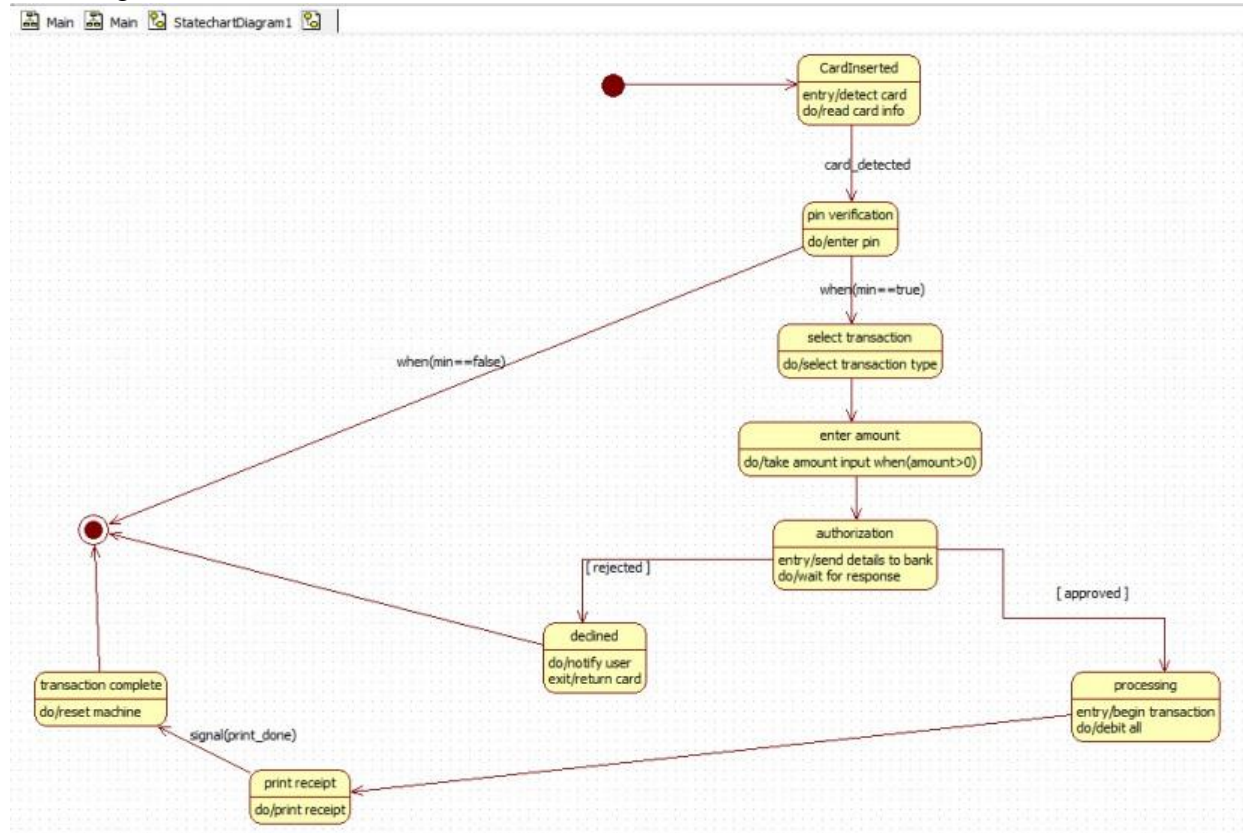 Main Main StatechartDiagram1
CardInserted
entry/detect card
do/read card info
card_detected
pin verification
do/enter pin
when(min==true)
select transaction
do/select transaction type
when(min==false)
enter amount
do/take amount input when(amount>0)
authorization
entry/send details to bank
do/wait for response
[ rejected ]
[ approved ]
declined
do/notify user
exit/return card
transaction complete
do/reset machine
processing
entry/begin transaction
do/debit all
signal(print_done)
print receipt
do/print receipt